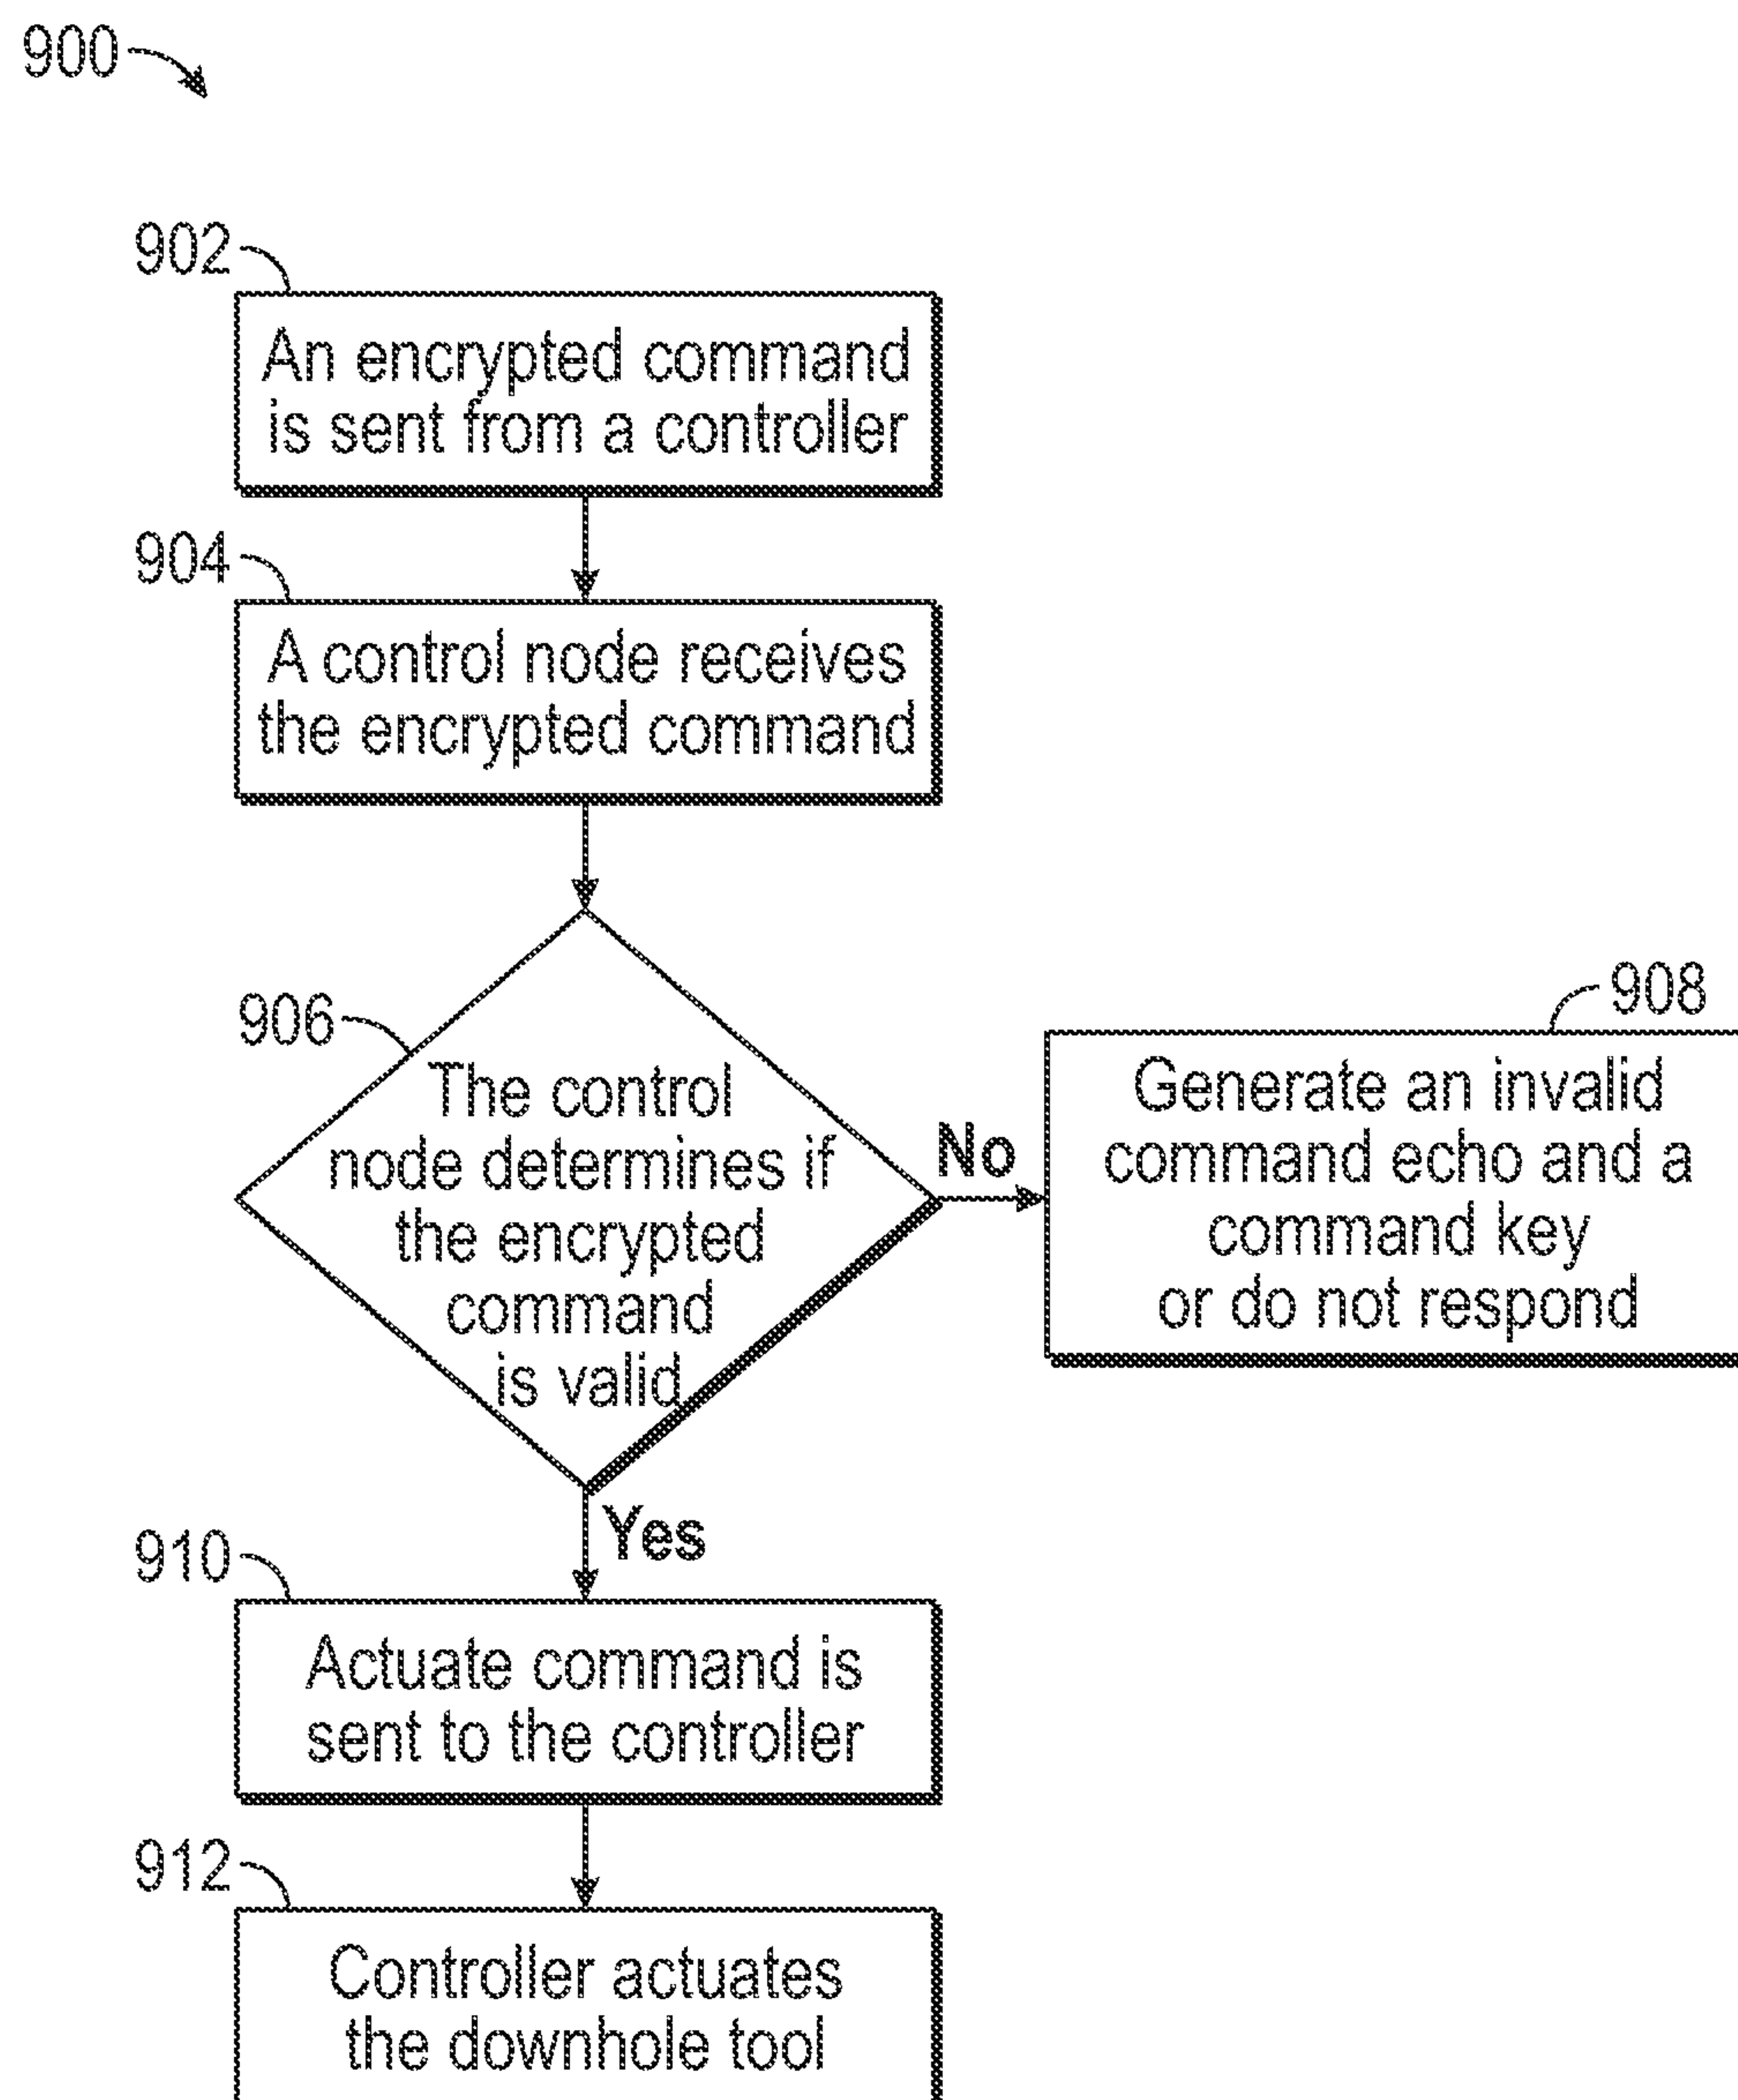 900
902
An encrypted command
is sent from a controller
904
A control node receives
the encrypted command
906
The control
node determines if
the encrypted
command
is valid
No
908
Generate an invalid
command echo and a
command key
or do not respond
Yes
910
Actuate command is
sent to the controller
912
Controller actuates
the downhole tool